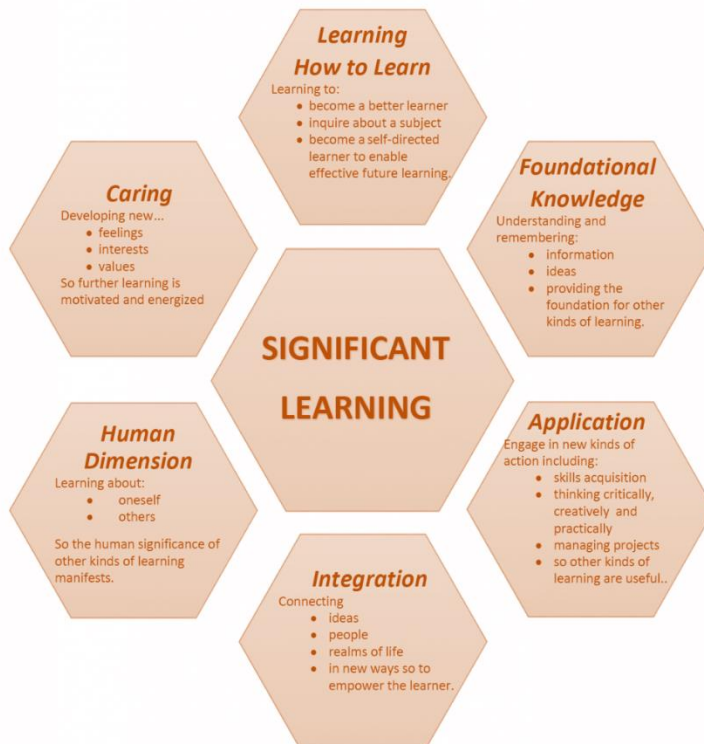 Learning
How to Learn
Learning to:
• become a better learner
• inquire about a subject
• become a self-directed
learner to enable
effective future learning.
Foundational
Knowledge
Understanding and
remembering:
• information
• ideas
• providing the
foundation for other
kinds of learning.
Application
Engage in new kinds of
action including:
• skills acquisition
• thinking critically,
creatively and
practically
• managing projects
• so other kinds of
learning are useful..
Integration
Connecting
• ideas
• people
• realms of life
• in new ways so to
empower the learner.
Human
Dimension
Learning about:
• oneself
• others
So the human significance of
other kinds of learning
manifests.
Caring
Developing new...
• feelings
• interests
• values
So further learning is
motivated and energized
SIGNIFICANT
LEARNING